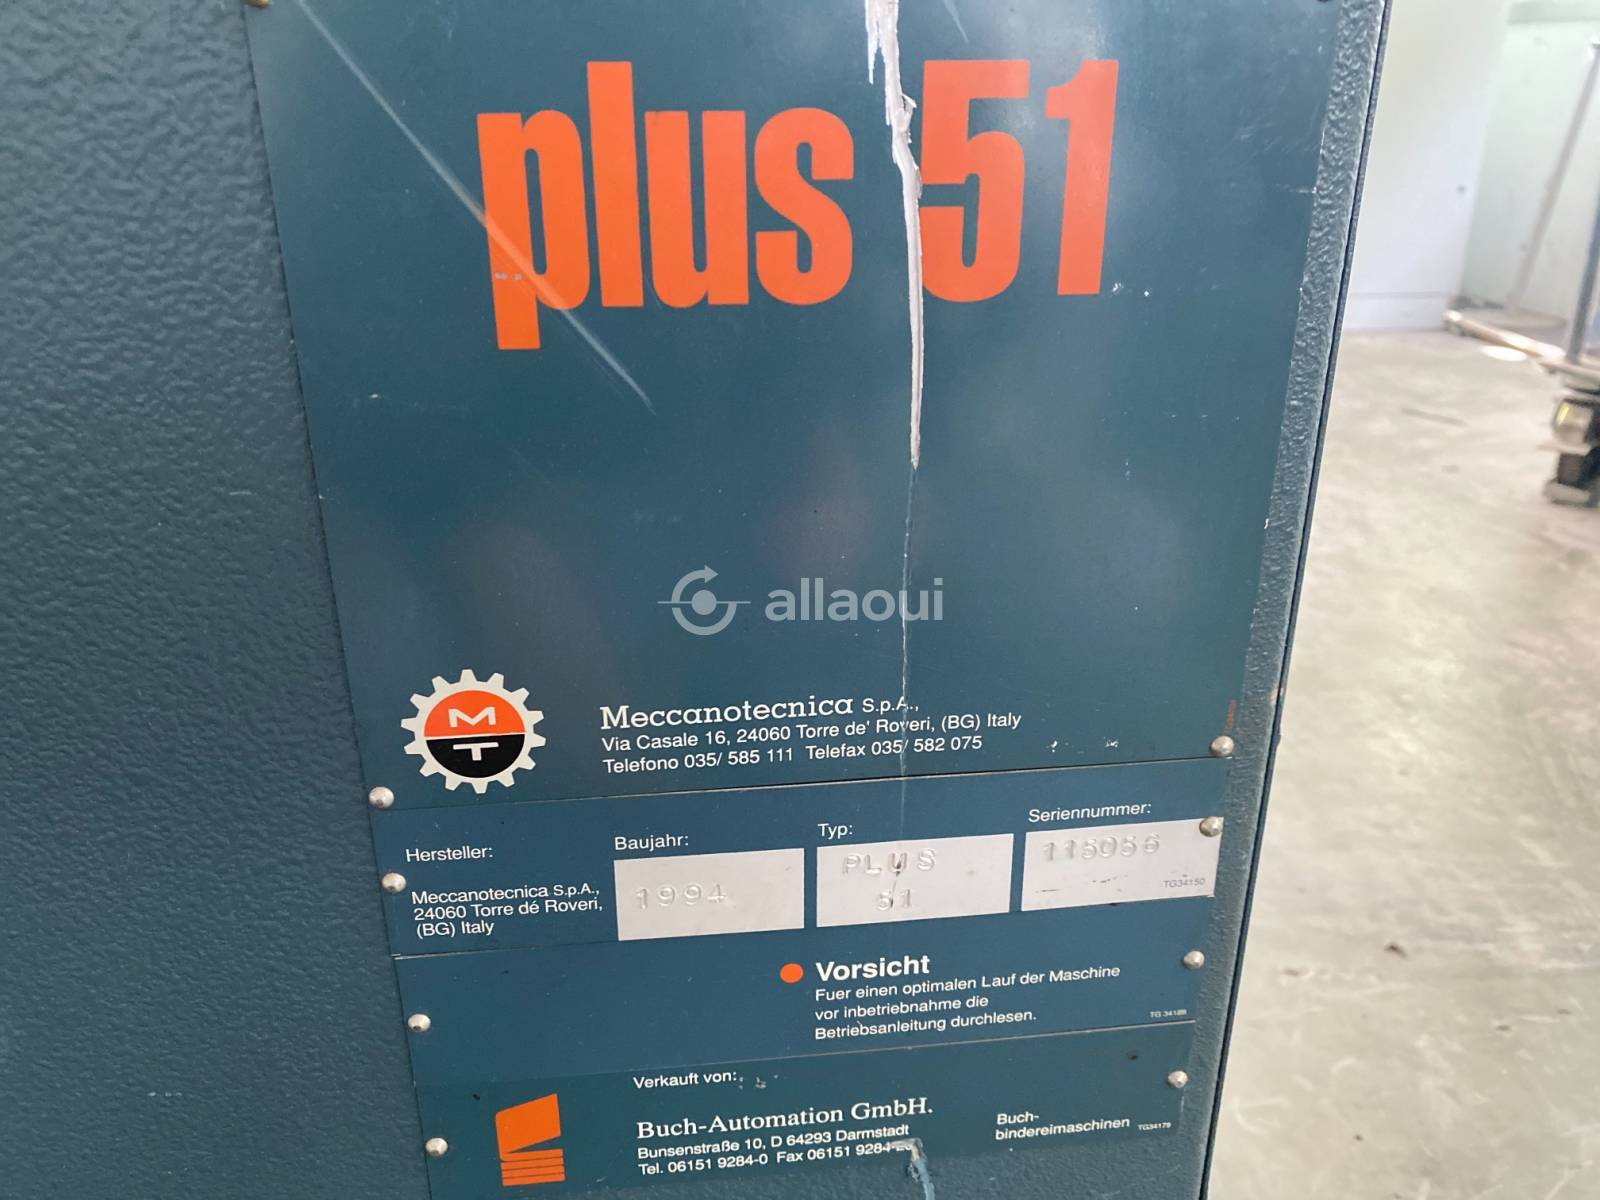 plus 51
allaoui
M
T
Meccanotecnica S.p.A.,
Via Casale 16, 24060 Torre de' Roveri, (BG) Italy
Telefono 035/ 585 111 Telefax 035/ 582 075
Hersteller:
Meccanotecnica S.p.A.,
24060 Torre dé Roveri,
(BG) Italy
Baujahr:
1994
Typ:
PLUS
51
Seriennummer:
TG34150
Vorsicht
Fuer einen optimalen Lauf der Maschine
vor inbetriebnahme die
Betriebsanleitung durchlesen.
Verkauft von:
Buch-Automation GmbH.
Bunsenstraße 10, D 64293 Darmstadt
Tel. 06151 9284-0 Fax 06151
Buch-
bindereimaschinen
TG34179